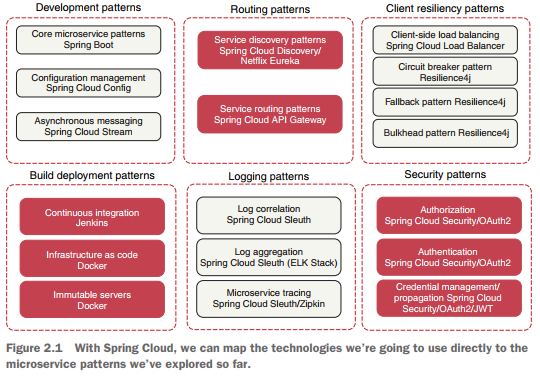 Development patterns
Core microservice patterns
Spring Boot
Configuration management
Spring Cloud Config
Asynchronous messaging
Spring Cloud Stream
Routing patterns
Service discovery patterns
Spring Cloud Discovery/
Netflix Eureka
Service routing patterns
Spring Cloud API Gateway
Client resiliency patterns
Client-side load balancing
Spring Cloud Load Balancer
Circuit breaker pattern
Resilience4j
Fallback pattern Resilience4j
Bulkhead pattern Resilience4j
Build deployment patterns
Continuous integration
Jenkins
Infrastructure as code
Docker
Immutable servers
Docker
Logging patterns
Log correlation
Spring Cloud Sleuth
Log aggregation
Spring Cloud Sleuth (ELK Stack)
Microservice tracing
Spring Cloud Sleuth/Zipkin
Security patterns
Authorization
Spring Cloud Security/OAuth2
Authentication
Spring Cloud Security/OAuth2
Credential management/
propagation Spring Cloud
Security/OAuth2/JWT
Figure 2.1 With Spring Cloud, we can map the technologies we're going to use directly to the
microservice patterns we've explored so far.